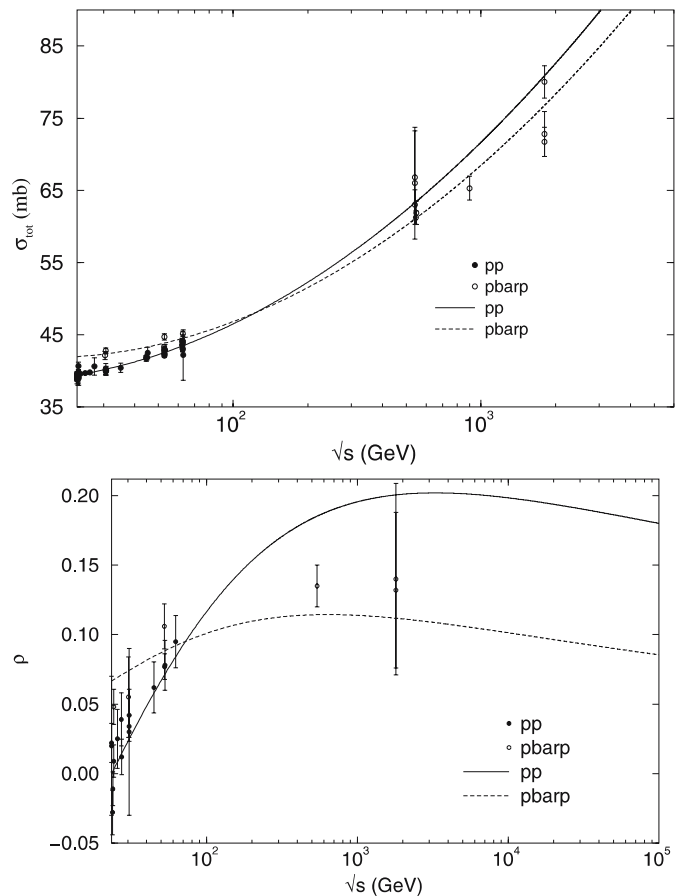 85
75
65
55
45
35
σtot (mb)
pp
pbarp
pp
pbarp
10²
10³
√s (GeV)
0.20
0.15
0.10
0.05
0.00
−0.05
ρ
pp
pbarp
pp
pbarp
10²
10³
10⁴
10⁵
√s (GeV)